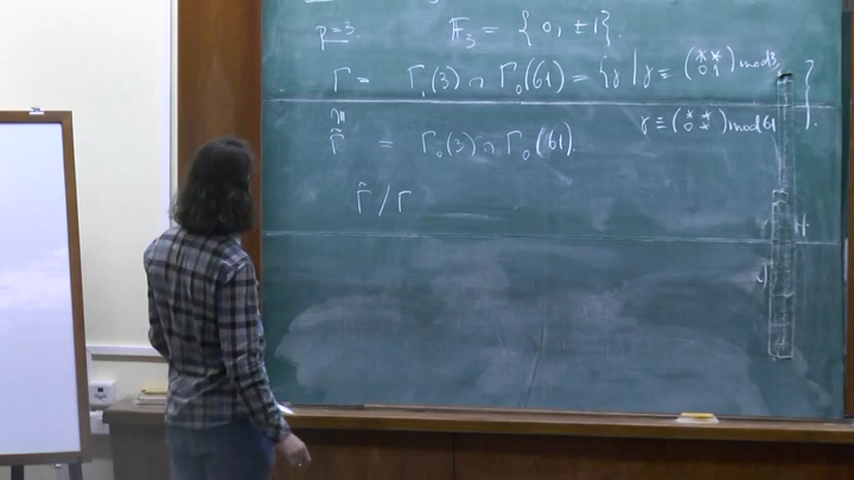 p=3. F₃ = { 0, ±1}.
Γ = Γ₁(3) ∩ Γ₀(61) = {γ | γ ≡ (* * / 0 1) mod 3,
γ ≡ (* * / 0 *) mod 61 }.
Γ̃ = Γ₀(3) ∩ Γ₀(61).
Γ̃ / Γ